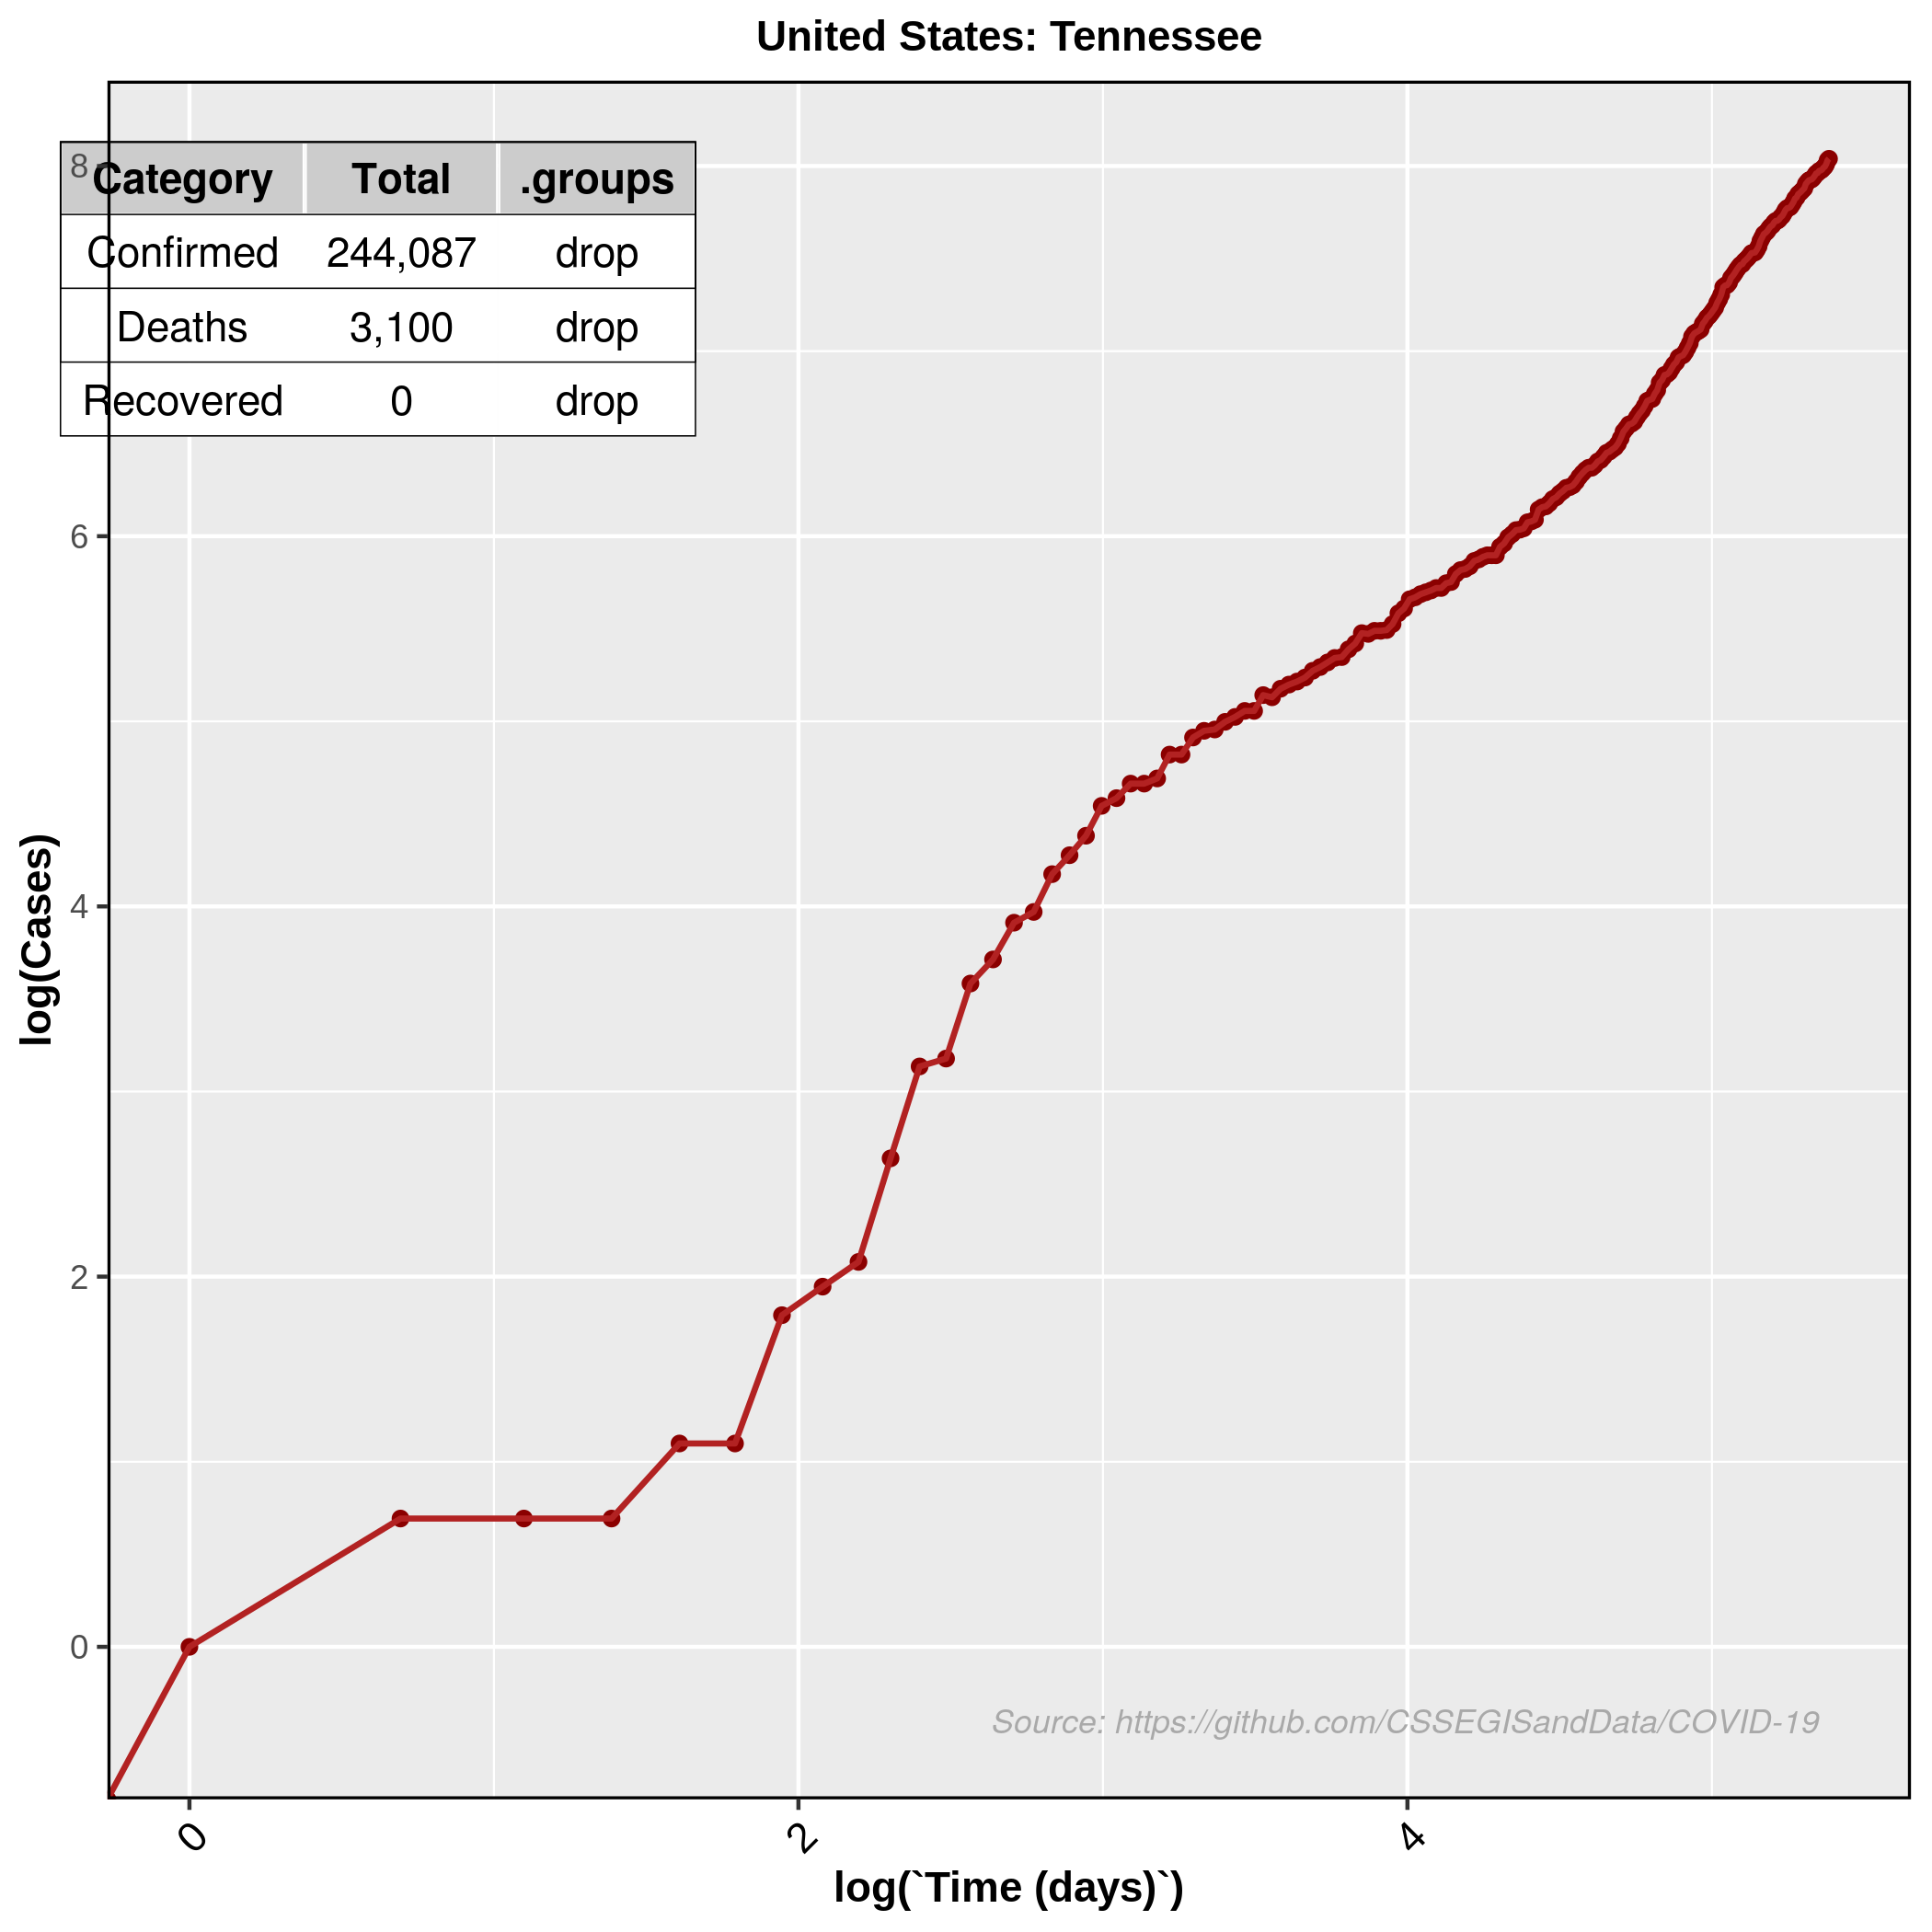 United States: Tennessee
8
Category Total .groups
Confirmed 244,087 drop
Deaths 3,100 drop
Recovered 0 drop
6
4
2
0
log(Cases)
Source: https://github.com/CSSEGISandData/COVID-19
0 2 4
log(`Time (days)`)